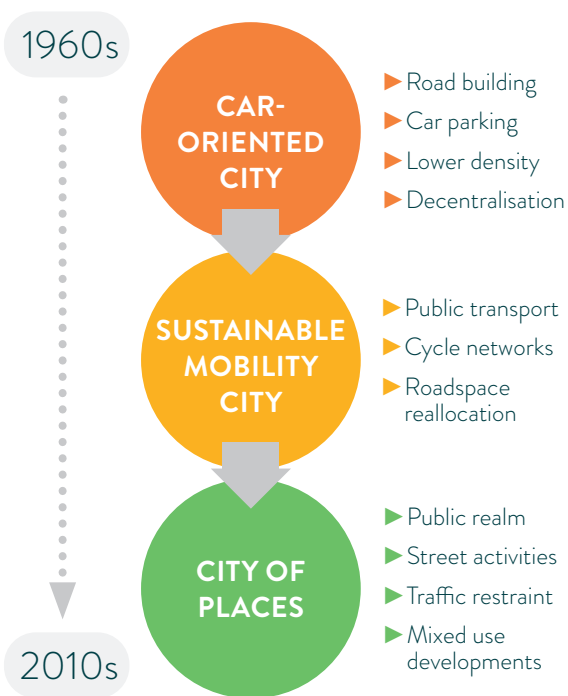 1960s
CAR-
ORIENTED
CITY
Road building
Car parking
Lower density
Decentralisation
SUSTAINABLE
MOBILITY
CITY
Public transport
Cycle networks
Roadspace
reallocation
CITY OF
PLACES
Public realm
Street activities
Traffic restraint
Mixed use
developments
2010s